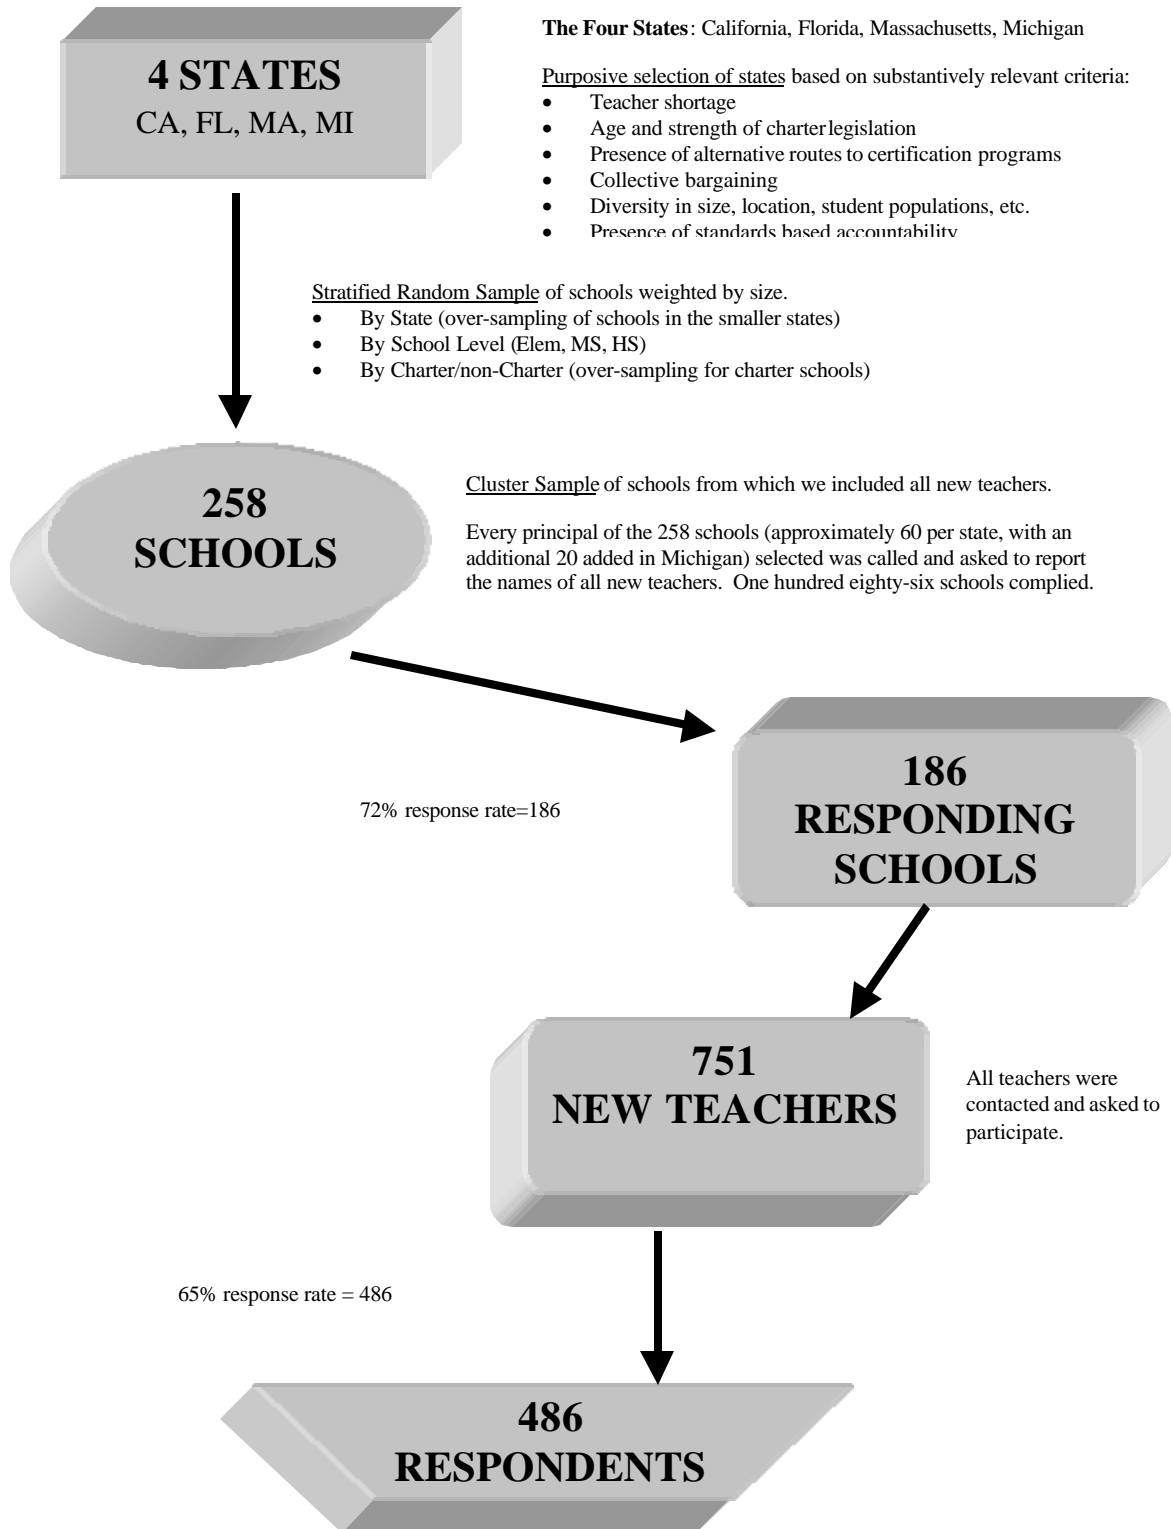 4 STATES
CA, FL, MA, MI
The Four States: California, Florida, Massachusetts, Michigan
Purposive selection of states based on substantively relevant criteria:
• Teacher shortage
• Age and strength of charter legislation
• Presence of alternative routes to certification programs
• Collective bargaining
• Diversity in size, location, student populations, etc.
• Presence of standards based accountability
Stratified Random Sample of schools weighted by size.
• By State (over-sampling of schools in the smaller states)
• By School Level (Elem, MS, HS)
• By Charter/non-Charter (over-sampling for charter schools)
258
SCHOOLS
Cluster Sample of schools from which we included all new teachers.
Every principal of the 258 schools (approximately 60 per state, with an
additional 20 added in Michigan) selected was called and asked to report
the names of all new teachers. One hundred eighty-six schools complied.
72% response rate=186
186
RESPONDING
SCHOOLS
751
NEW TEACHERS
All teachers were
contacted and asked to
participate.
65% response rate = 486
486
RESPONDENTS